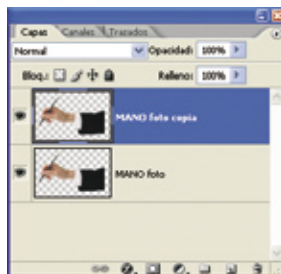 Capas Canales Trazados
Normal Opacidad: 100%
Bloq.: Relleno: 100%
MANO foto copia
MANO foto